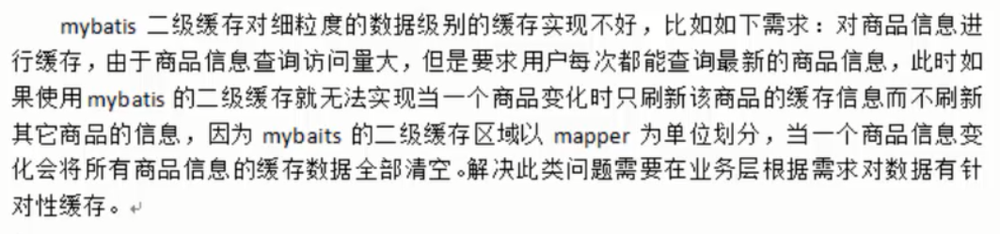 mybatis 二级缓存对细粒度的数据级别的缓存实现不好，比如如下需求：对商品信息进
行缓存，由于商品信息查询访问量大，但是要求用户每次都能查询最新的商品信息，此时如
果使用 mybatis 的二级缓存就无法实现当一个商品变化时只刷新该商品的缓存信息而不刷新
其它商品的信息，因为 mybaits 的二级缓存区域以 mapper 为单位划分，当一个商品信息变
化会将所有商品信息的缓存数据全部清空。解决此类问题需要在业务层根据需求对数据有针
对性缓存。↵